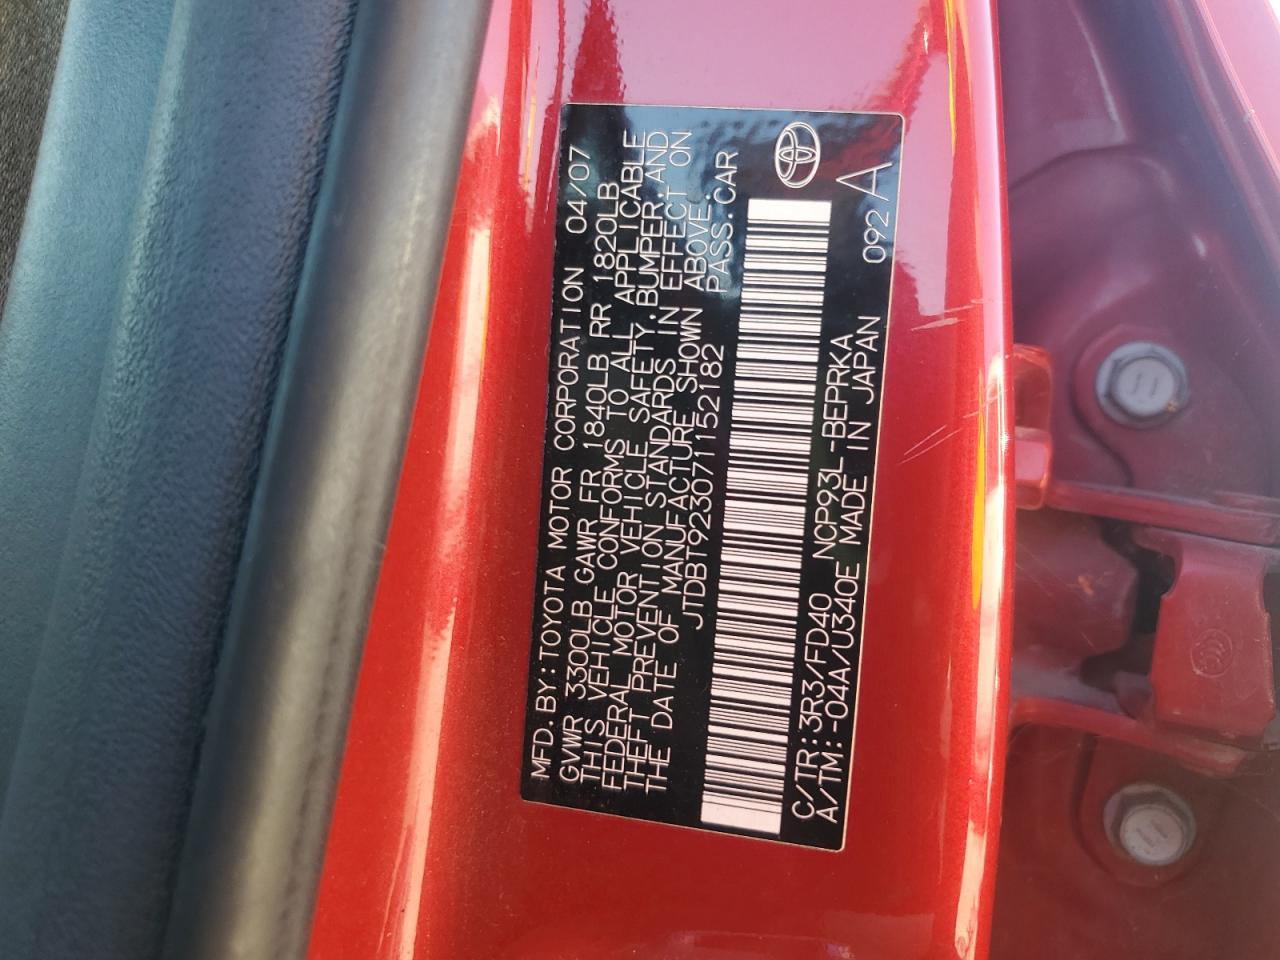 MFD. BY: TOYOTA MOTOR CORPORATION 04/07
GVWR 3300LB GAWR FR 1840LB RR 1820LB
THIS VEHICLE CONFORMS TO ALL APPLICABLE
FEDERAL MOTOR VEHICLE SAFETY, BUMPER, AND
THEFT PREVENTION STANDARDS IN EFFECT ON
THE DATE OF MANUFACTURE SHOWN ABOVE.
JTDBT923071152182 PASS. CAR
C/TR: 3R3/FD40 NCP93L-BEPRKA 092 A
A/TM: -04A/U340E MADE IN JAPAN